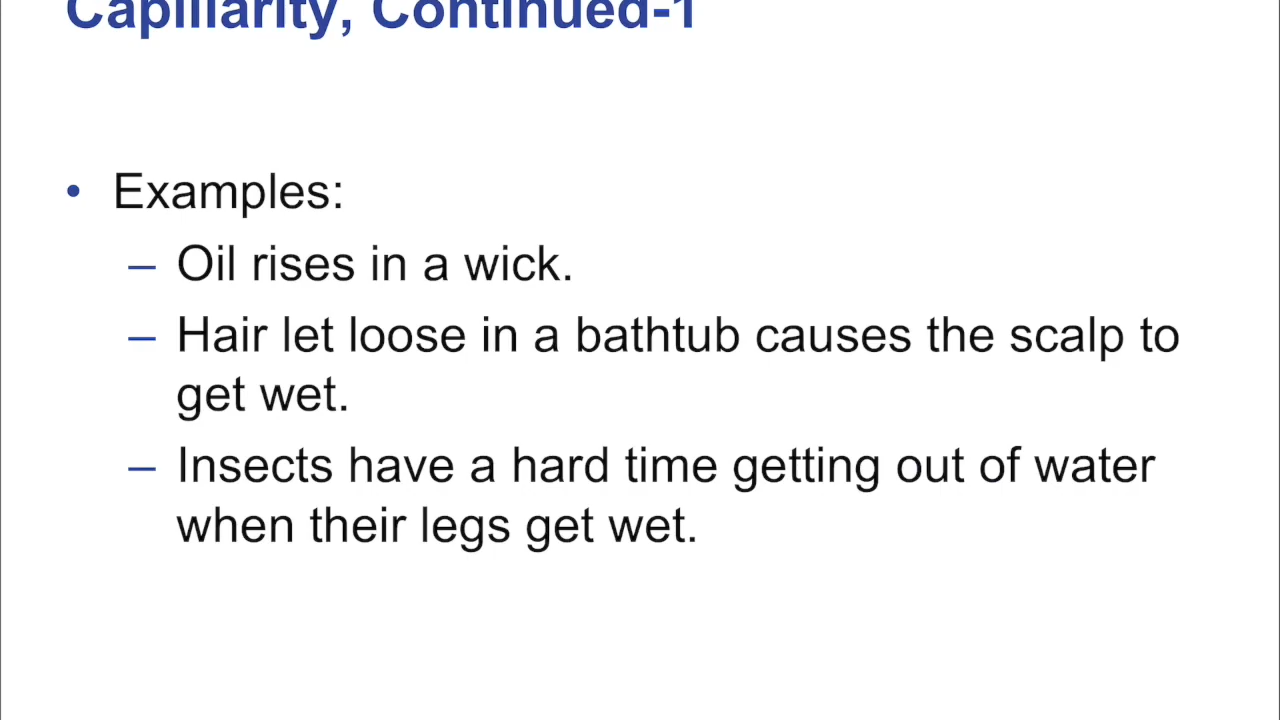 Capillarity, Continued-1
• Examples:
– Oil rises in a wick.
– Hair let loose in a bathtub causes the scalp to
get wet.
– Insects have a hard time getting out of water
when their legs get wet.